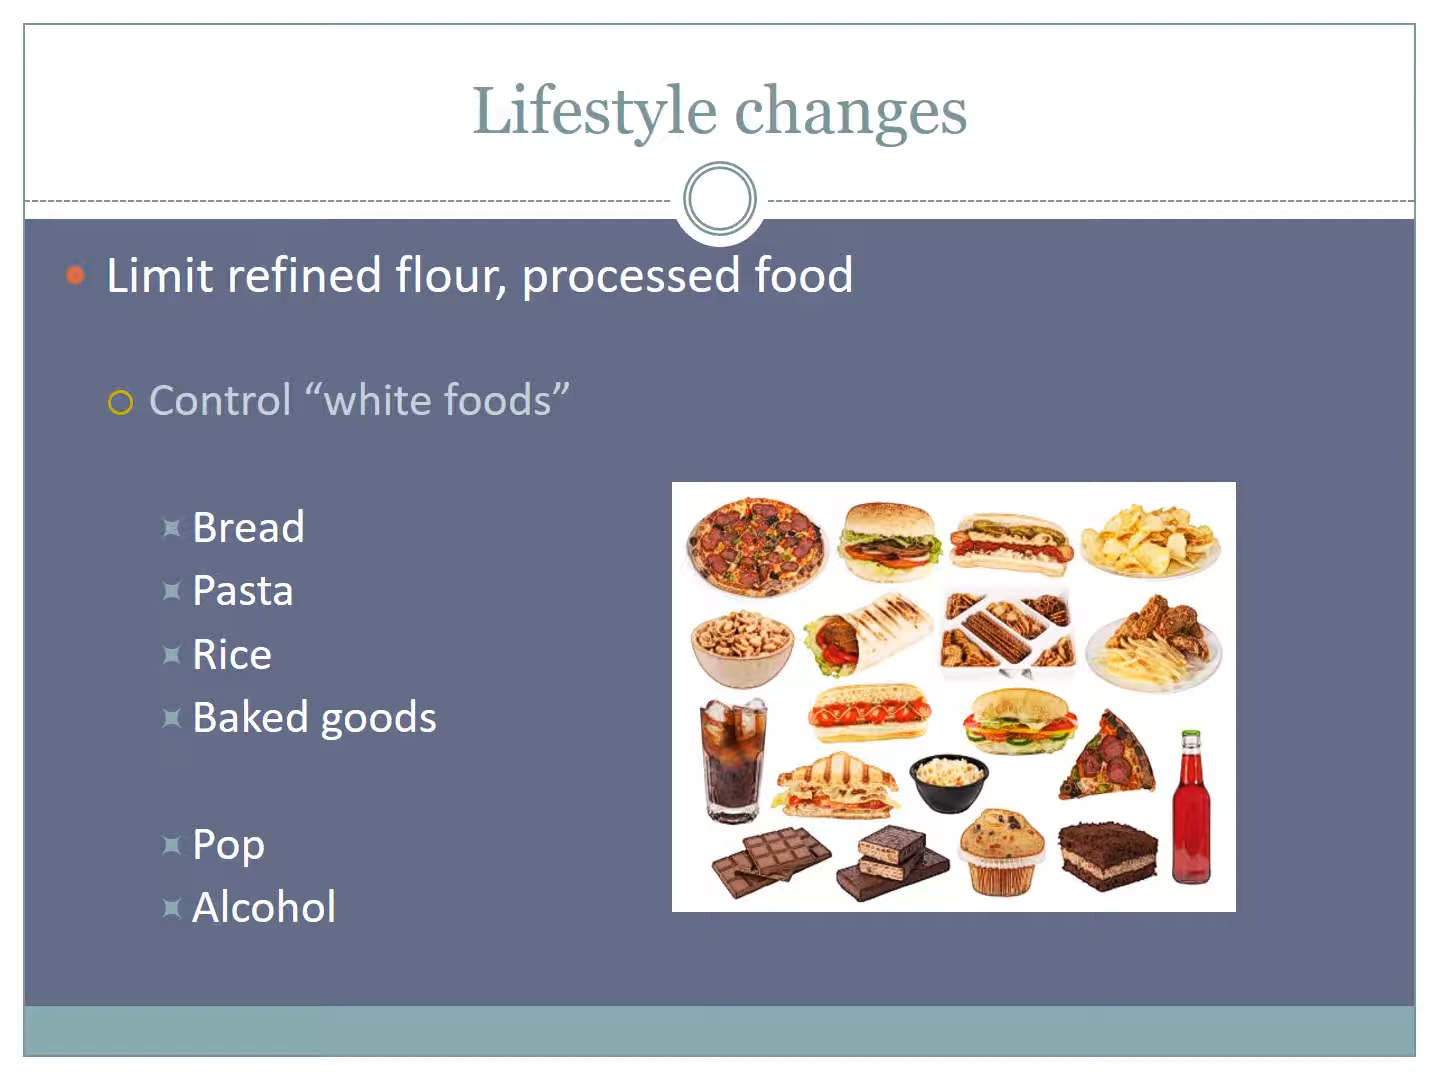 Lifestyle changes
Limit refined flour, processed food
Control “white foods”
Bread
Pasta
Rice
Baked goods
Pop
Alcohol